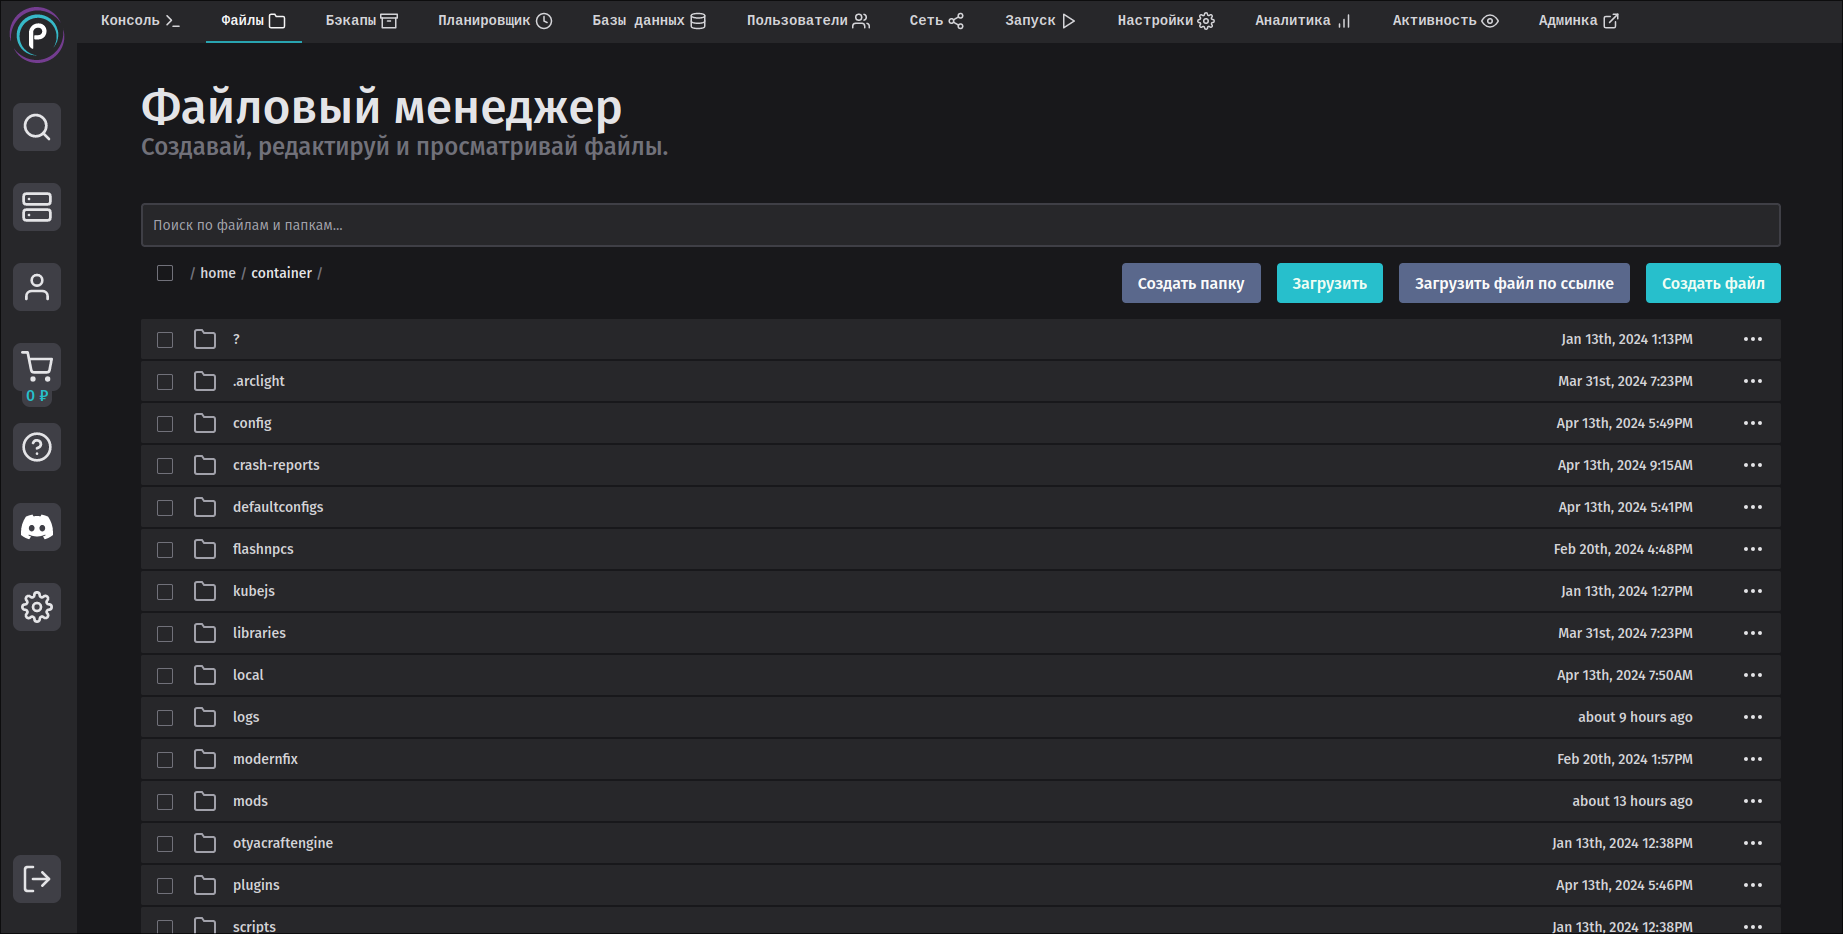 Консоль Файлы Бэкапы Планировщик Базы данных Пользователи Сеть Запуск Настройки Аналитика Активность Админка
P
Файловый менеджер
Создавай, редактируй и просматривай файлы.
Поиск по файлам и папкам...
/ home / container /
Создать папку Загрузить Загрузить файл по ссылке Создать файл
? Jan 13th, 2024 1:13PM
.arclight Mar 31st, 2024 7:23PM
0 ₽
config Apr 13th, 2024 5:49PM
crash-reports Apr 13th, 2024 9:15AM
defaultconfigs Apr 13th, 2024 5:41PM
flashnpcs Feb 20th, 2024 4:48PM
kubejs Jan 13th, 2024 1:27PM
libraries Mar 31st, 2024 7:23PM
local Apr 13th, 2024 7:50AM
logs about 9 hours ago
modernfix Feb 20th, 2024 1:57PM
mods about 13 hours ago
otyacraftengine Jan 13th, 2024 12:38PM
plugins Apr 13th, 2024 5:46PM
scripts Jan 13th, 2024 12:38PM